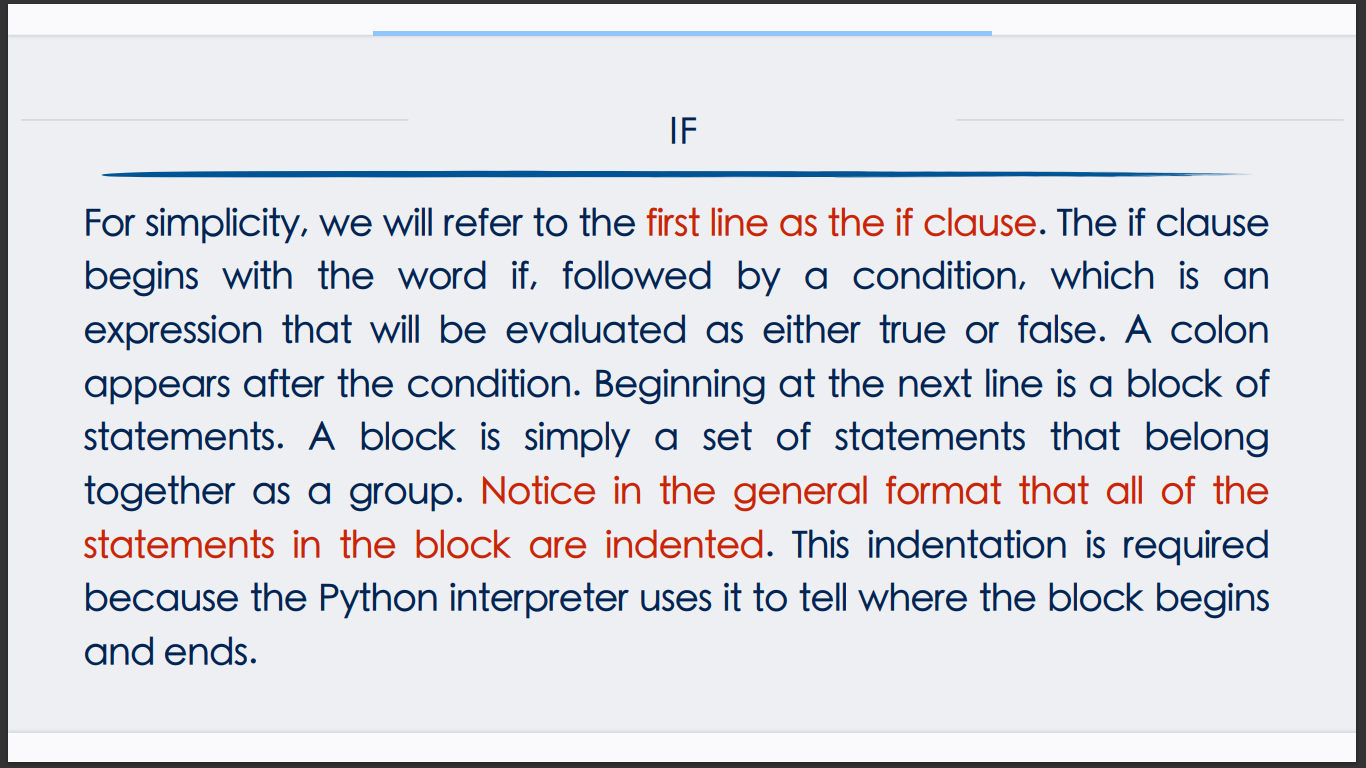 IF
For simplicity, we will refer to the first line as the if clause. The if clause
begins with the word if, followed by a condition, which is an
expression that will be evaluated as either true or false. A colon
appears after the condition. Beginning at the next line is a block of
statements. A block is simply a set of statements that belong
together as a group. Notice in the general format that all of the
statements in the block are indented. This indentation is required
because the Python interpreter uses it to tell where the block begins
and ends.